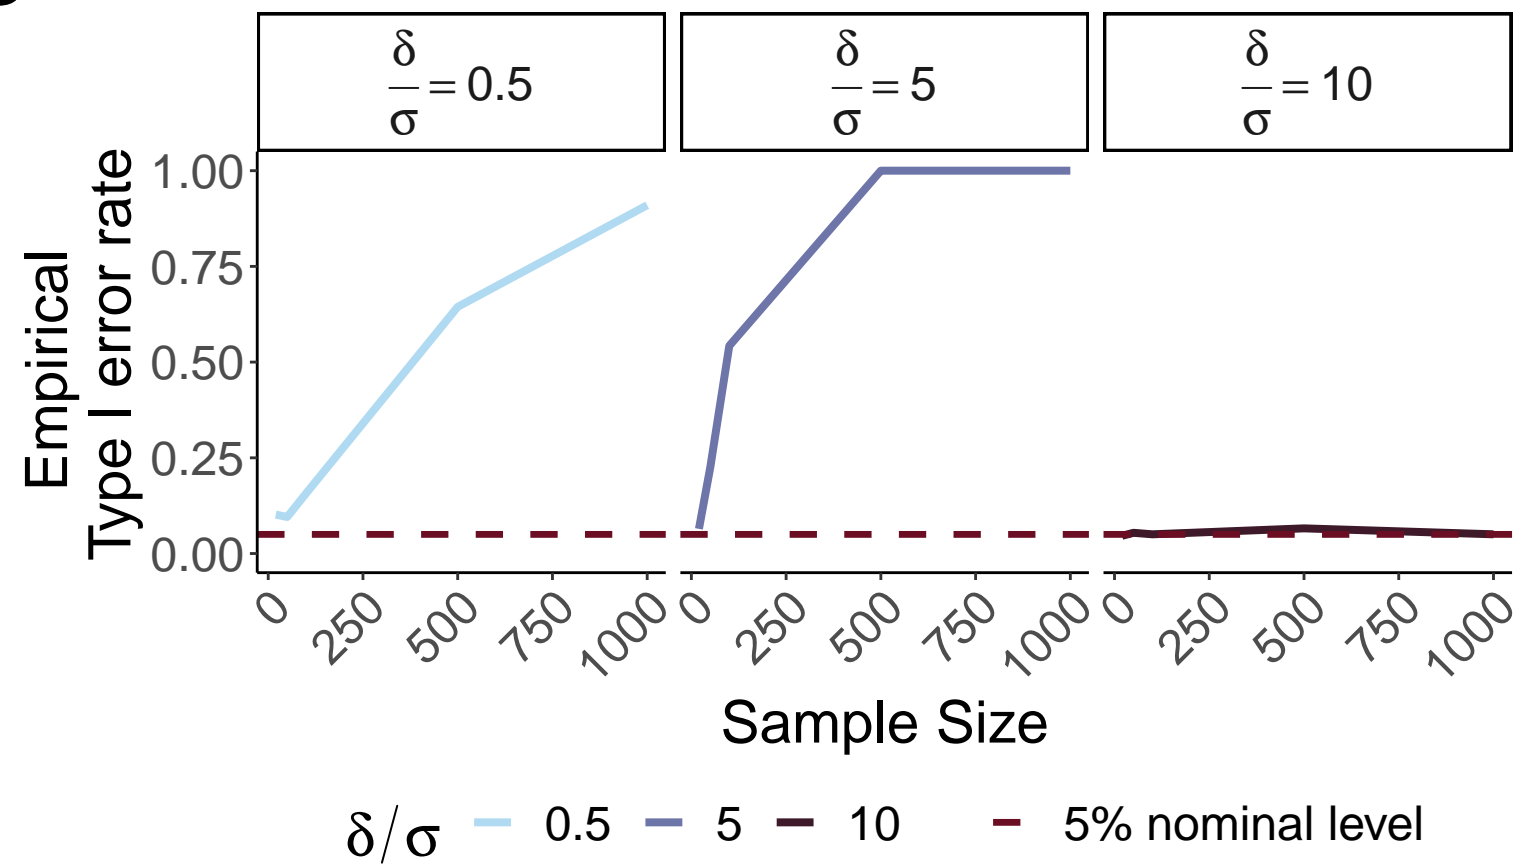 δ/σ = 0.5
δ/σ = 5
δ/σ = 10
Empirical
Type I error rate
1.00
0.75
0.50
0.25
0.00
0 250 500 750 1000
0 250 500 750 1000
0 250 500 750 1000
Sample Size
δ/σ 0.5 5 10 5% nominal level